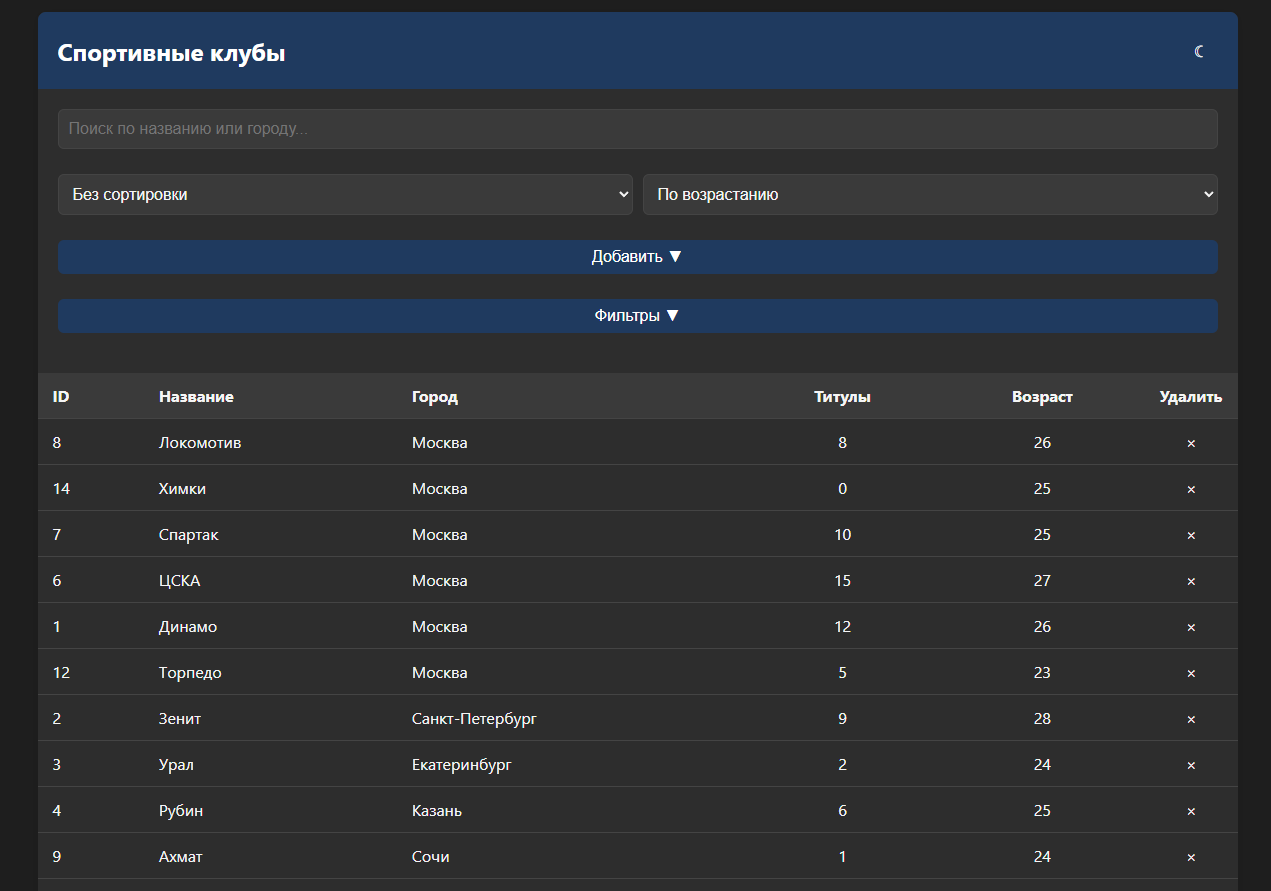 Спортивные клубы ☾
Поиск по названию или городу...
Без сортировки По возрастанию
Добавить ▼
Фильтры ▼
ID Название Город Титулы Возраст Удалить
8 Локомотив Москва 8 26 ×
14 Химки Москва 0 25 ×
7 Спартак Москва 10 25 ×
6 ЦСКА Москва 15 27 ×
1 Динамо Москва 12 26 ×
12 Торпедо Москва 5 23 ×
2 Зенит Санкт-Петербург 9 28 ×
3 Урал Екатеринбург 2 24 ×
4 Рубин Казань 6 25 ×
9 Ахмат Сочи 1 24 ×